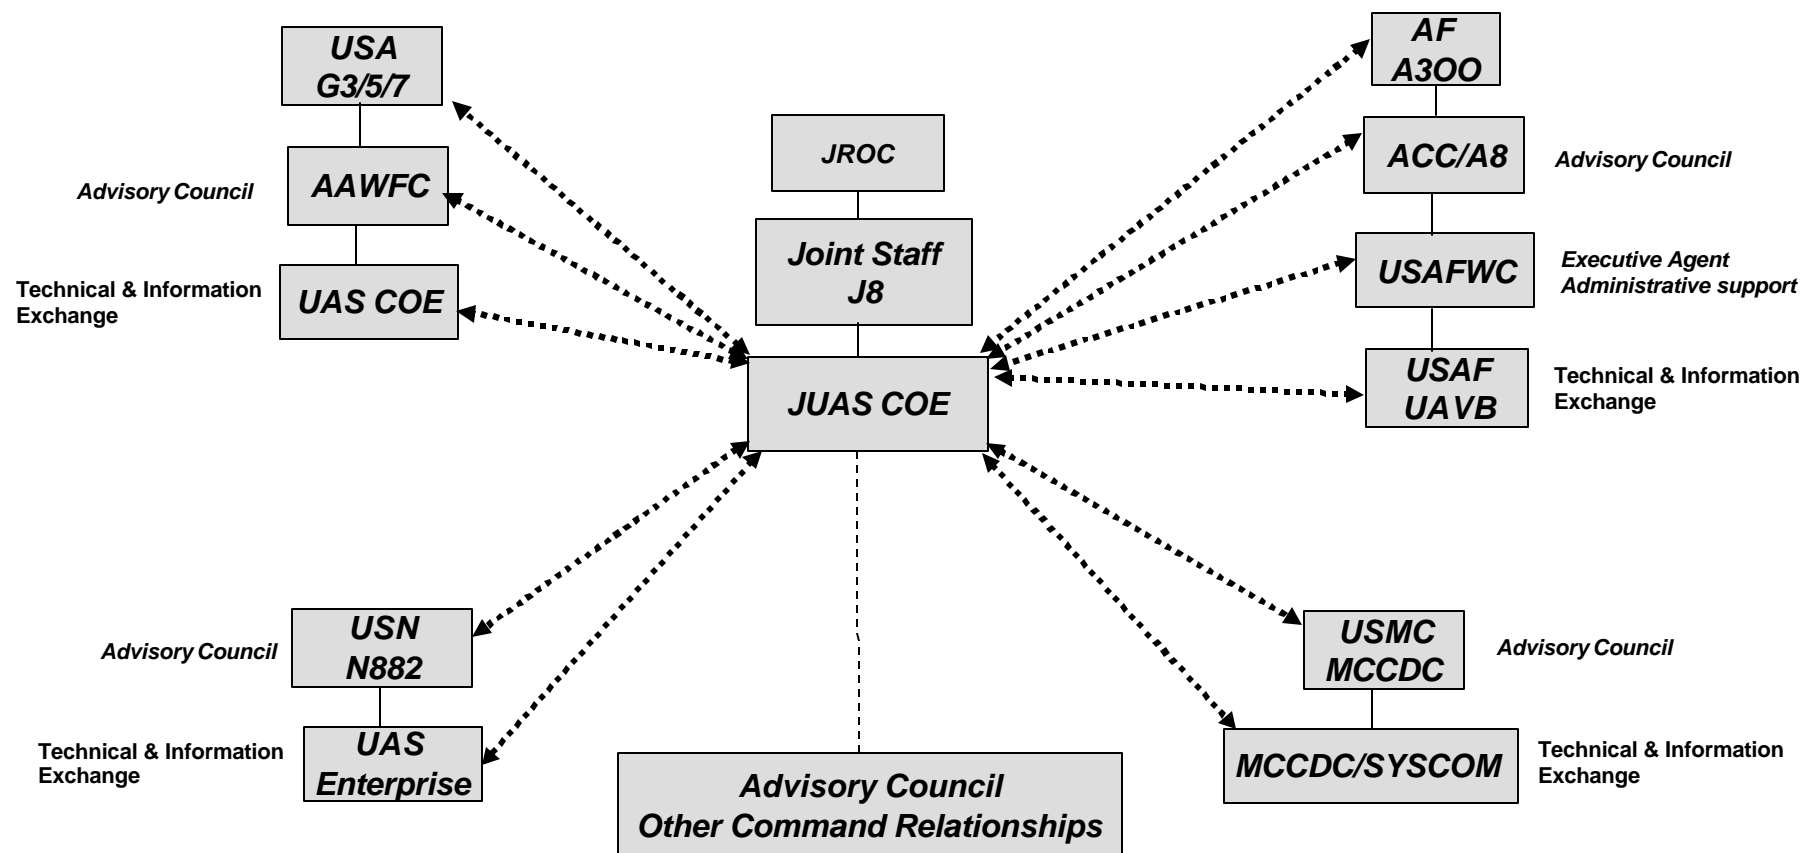 USA
G3/5/7
AAWFC
Advisory Council
UAS COE
Technical & Information
Exchange
JROC
Joint Staff
J8
JUAS COE
AF
A3OO
ACC/A8
Advisory Council
USAFWC
Executive Agent
Administrative support
USAF
UAVB
Technical & Information
Exchange
USN
N882
Advisory Council
UAS
Enterprise
Technical & Information
Exchange
Advisory Council
Other Command Relationships
USMC
MCCDC
Advisory Council
MCCDC/SYSCOM
Technical & Information
Exchange